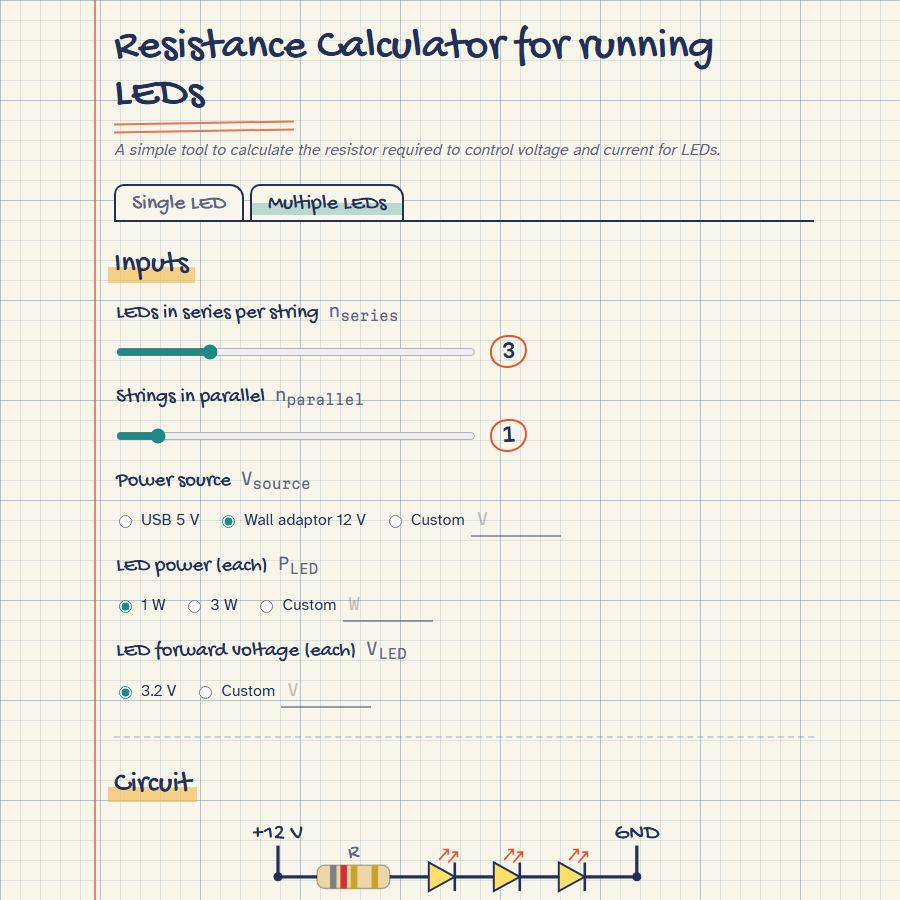 Resistance Calculator for running
LEDs
A simple tool to calculate the resistor required to control voltage and current for LEDs.
Single LED Multiple LEDs
Inputs
LEDs in series per string nseries
3
Strings in parallel nparallel
1
Power source Vsource
USB 5 V Wall adaptor 12 V Custom V
LED power (each) PLED
1 W 3 W Custom W
LED forward voltage (each) VLED
3.2 V Custom V
Circuit
+12 V GND
R